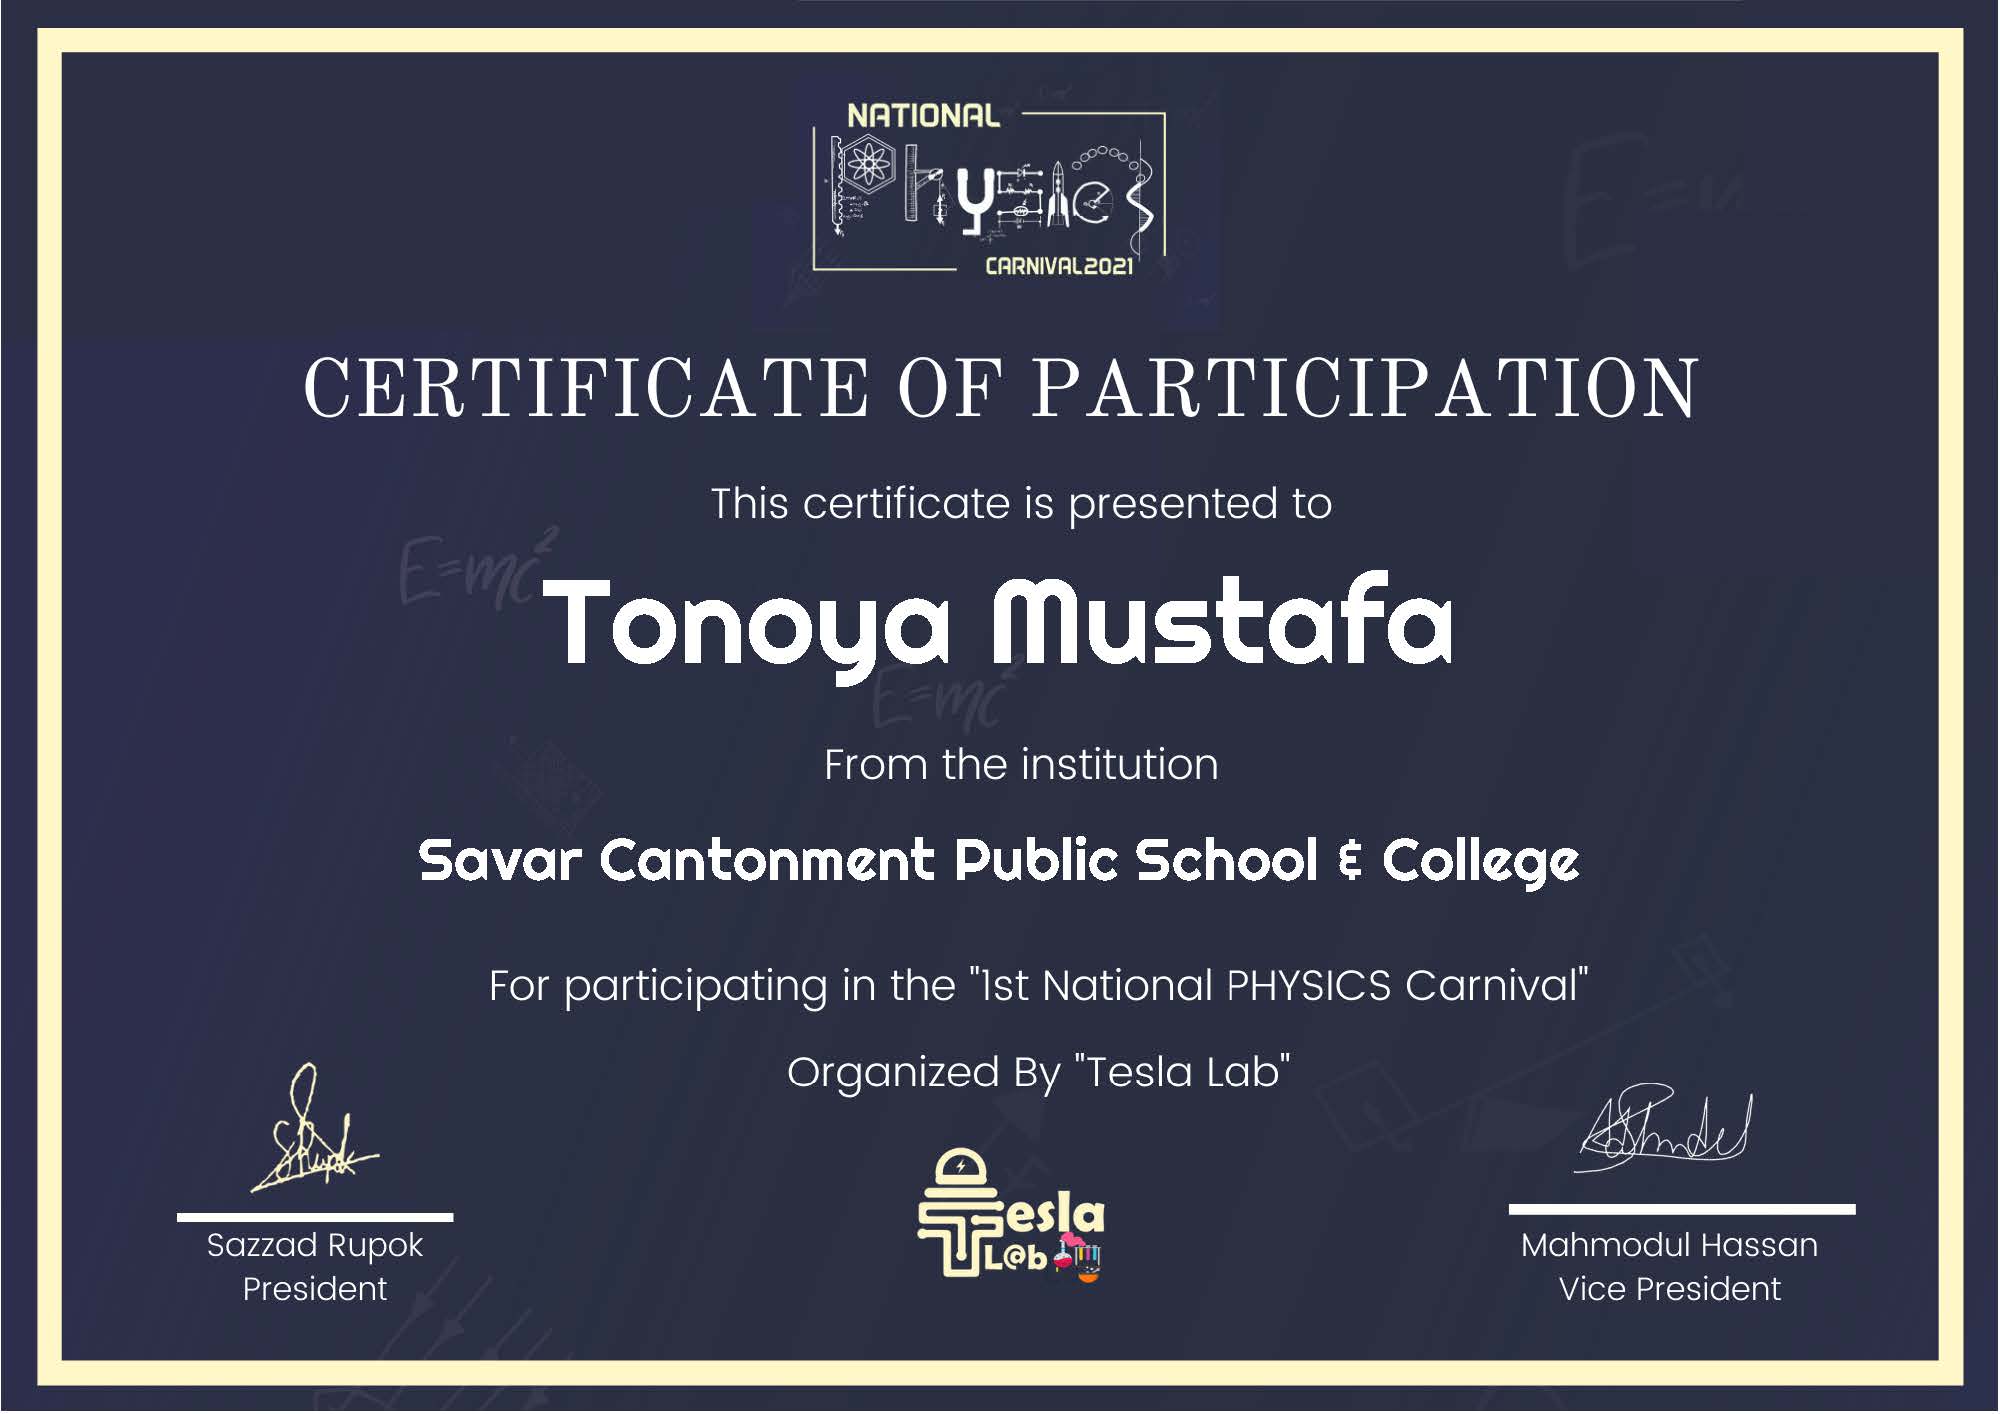 NATIONAL
Physics
CARNIVAL2021
CERTIFICATE OF PARTICIPATION
This certificate is presented to
E=mc²
Tonoya Mustafa
E=mc²
From the institution
Savar Cantonment Public School & College
For participating in the "1st National PHYSICS Carnival"
Organized By "Tesla Lab"
Tesla
L@b
Sazzad Rupok
President
Mahmodul Hassan
Vice President